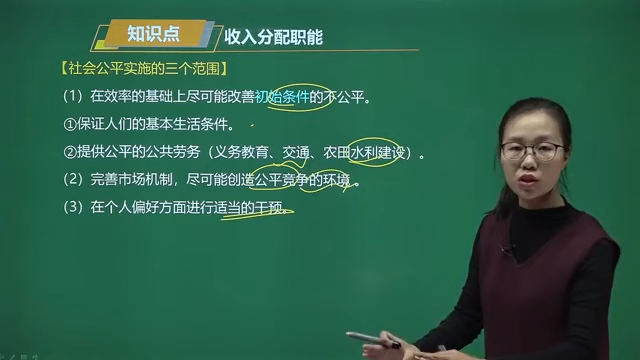 知识点 收入分配职能
【社会公平实施的三个范围】
（1）在效率的基础上尽可能改善初始条件的不公平。
①保证人们的基本生活条件。
②提供公平的公共劳务（义务教育、交通、农田水利建设）。
（2）完善市场机制，尽可能创造公平竞争的环境。
（3）在个人偏好方面进行适当的干预。